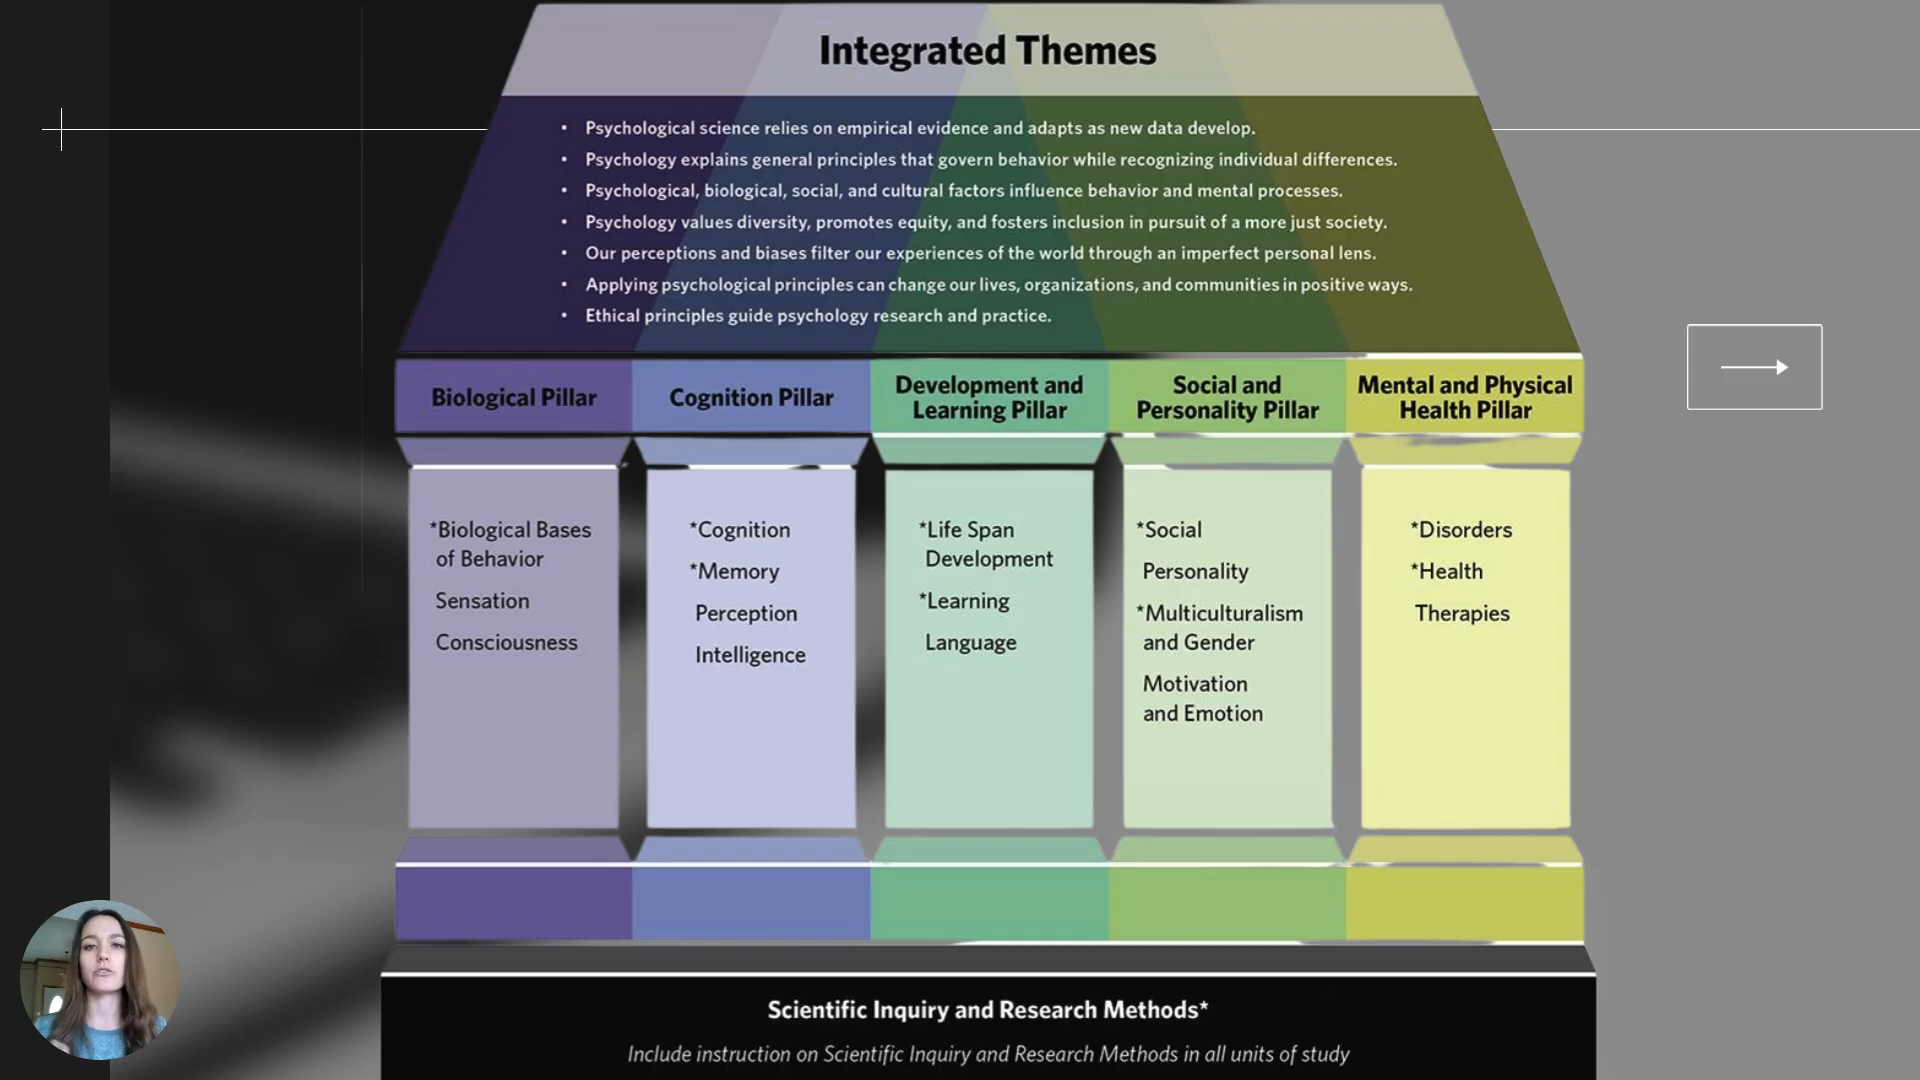 Integrated Themes
• Psychological science relies on empirical evidence and adapts as new data develop.
• Psychology explains general principles that govern behavior while recognizing individual differences.
• Psychological, biological, social, and cultural factors influence behavior and mental processes.
• Psychology values diversity, promotes equity, and fosters inclusion in pursuit of a more just society.
• Our perceptions and biases filter our experiences of the world through an imperfect personal lens.
• Applying psychological principles can change our lives, organizations, and communities in positive ways.
• Ethical principles guide psychology research and practice.
Biological Pillar
*Biological Bases
of Behavior
Sensation
Consciousness
Cognition Pillar
*Cognition
*Memory
Perception
Intelligence
Development and
Learning Pillar
*Life Span
Development
*Learning
Language
Social and
Personality Pillar
*Social
Personality
*Multiculturalism
and Gender
Motivation
and Emotion
Mental and Physical
Health Pillar
*Disorders
*Health
Therapies
Scientific Inquiry and Research Methods*
Include instruction on Scientific Inquiry and Research Methods in all units of study